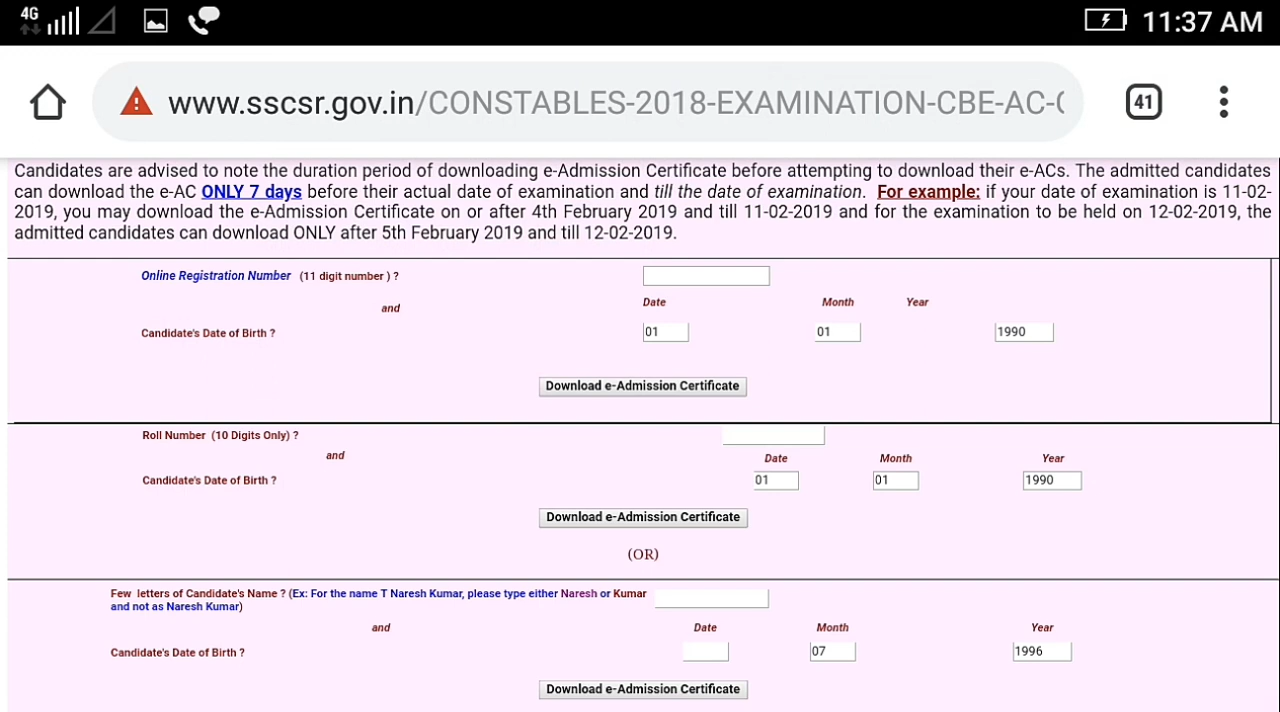 4G 11:37 AM
www.sscsr.gov.in/CONSTABLES-2018-EXAMINATION-CBE-AC-( 41
Candidates are advised to note the duration period of downloading e-Admission Certificate before attempting to download their e-ACs. The admitted candidates
can download the e-AC ONLY 7 days before their actual date of examination and till the date of examination. For example: if your date of examination is 11-02-
2019, you may download the e-Admission Certificate on or after 4th February 2019 and till 11-02-2019 and for the examination to be held on 12-02-2019, the
admitted candidates can download ONLY after 5th February 2019 and till 12-02-2019.
Online Registration Number (11 digit number ) ?
and
Date Month Year
Candidate's Date of Birth ? 01 01 1990
Download e-Admission Certificate
Roll Number (10 Digits Only) ?
and
Date Month Year
Candidate's Date of Birth ? 01 01 1990
Download e-Admission Certificate
(OR)
Few letters of Candidate's Name ? (Ex: For the name T Naresh Kumar, please type either Naresh or Kumar
and not as Naresh Kumar)
and Date Month Year
Candidate's Date of Birth ? 07 1996
Download e-Admission Certificate